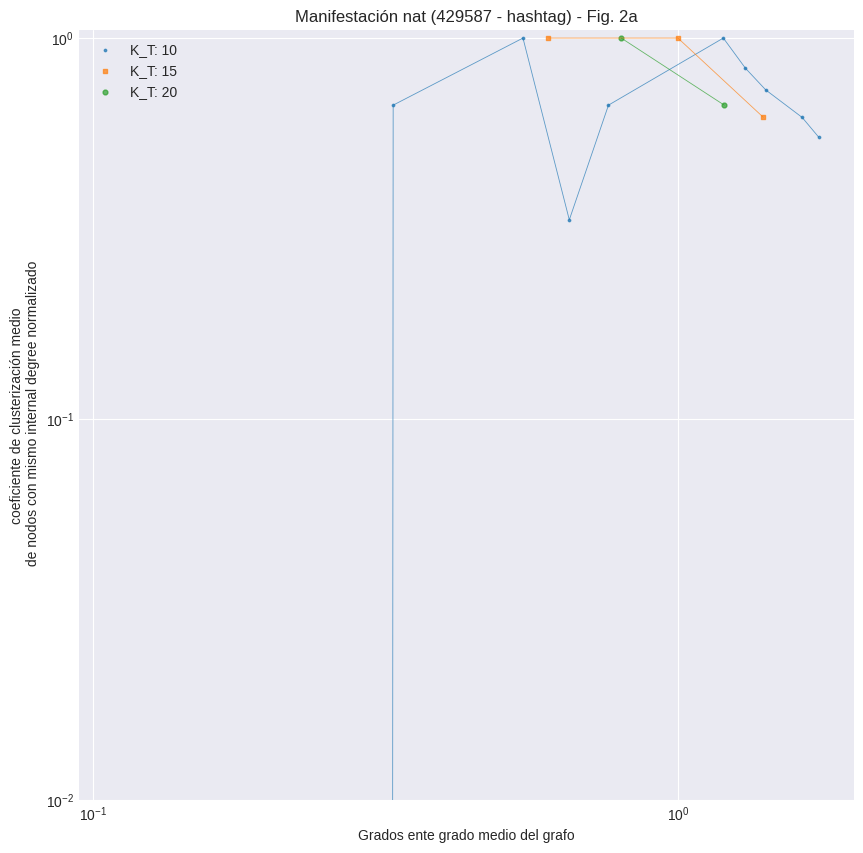 Manifestación nat (429587 - hashtag) - Fig. 2a
10⁰
K_T: 10
K_T: 15
K_T: 20
coeficiente de clusterización medio
de nodos con mismo internal degree normalizado
10⁻¹
10⁻²
10⁻¹
10⁰
Grados ente grado medio del grafo